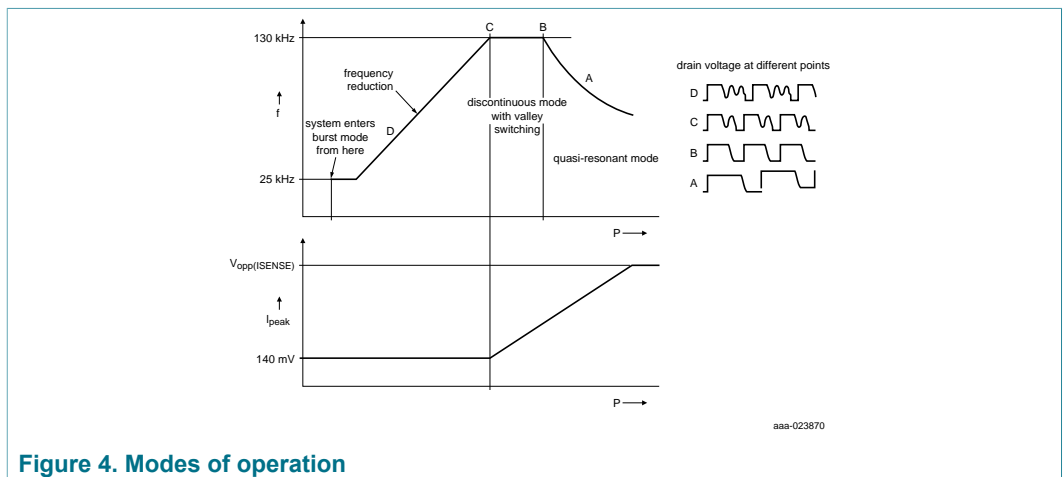 C
B
130 kHz
frequency
reduction
A
f
discontinuous mode
with valley
switching
system enters
burst mode
from here
D
quasi-resonant mode
25 kHz
P
drain voltage at different points
D
C
B
A
Vopp(ISENSE)
Ipeak
140 mV
P
aaa-023870
Figure 4. Modes of operation